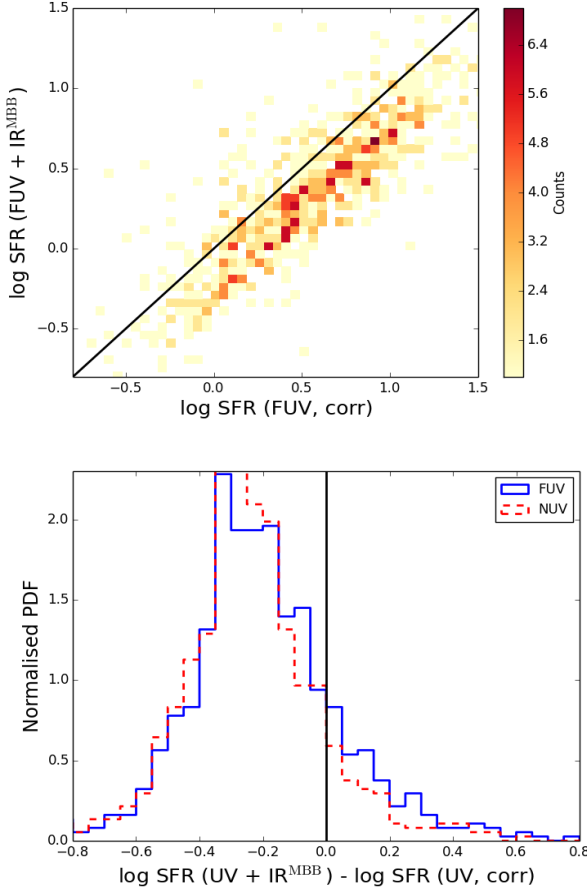 1.5
1.0
0.5
0.0
−0.5
log SFR (FUV + IR^MBB)
−0.5 0.0 0.5 1.0 1.5
log SFR (FUV, corr)
6.4
5.6
4.8
4.0
3.2
2.4
1.6
Counts
2.0
1.5
1.0
0.5
0.0
Normalised PDF
FUV
NUV
−0.8 −0.6 −0.4 −0.2 0.0 0.2 0.4 0.6 0.8
log SFR (UV + IR^MBB) - log SFR (UV, corr)